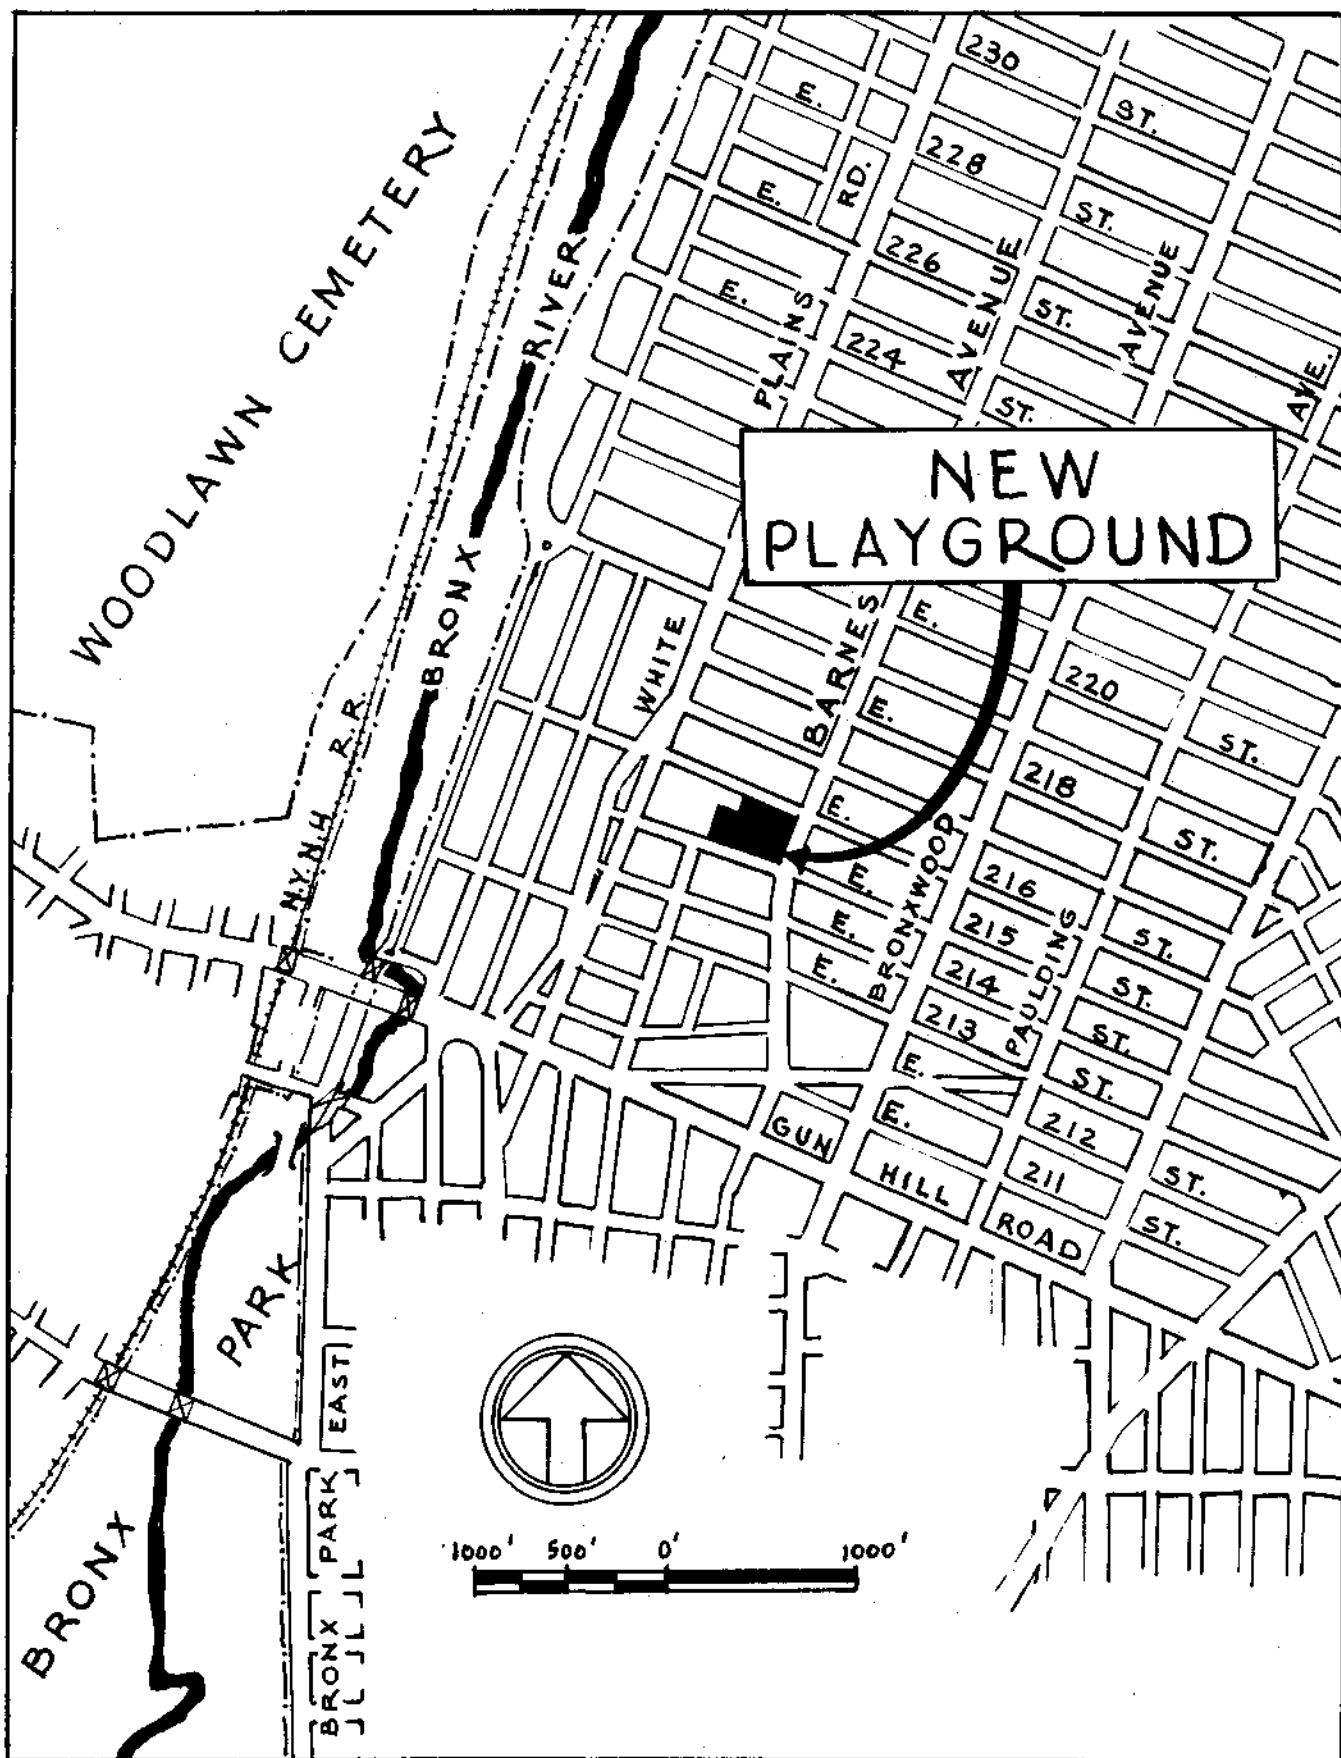 230
E.
ST.
228
E.
RD.
ST.
226
E.
PLAINS
AVENUE
ST.
AVENUE
224
ST.
AVE.
WOODLAWN CEMETERY
BRONX RIVER
NEW
PLAYGROUND
WHITE
BARNES
E.
220
ST.
E.
218
ST.
E.
BRONXWOOD
216
ST.
E.
215
ST.
E.
PAULDING
214
ST.
E.
213
ST.
N.Y.N.H. R.R.
E.
212
ST.
E.
211
ST.
GUN
HILL
ROAD
BRONX PARK
BRONX PARK EAST
1000' 500' 0' 1000'